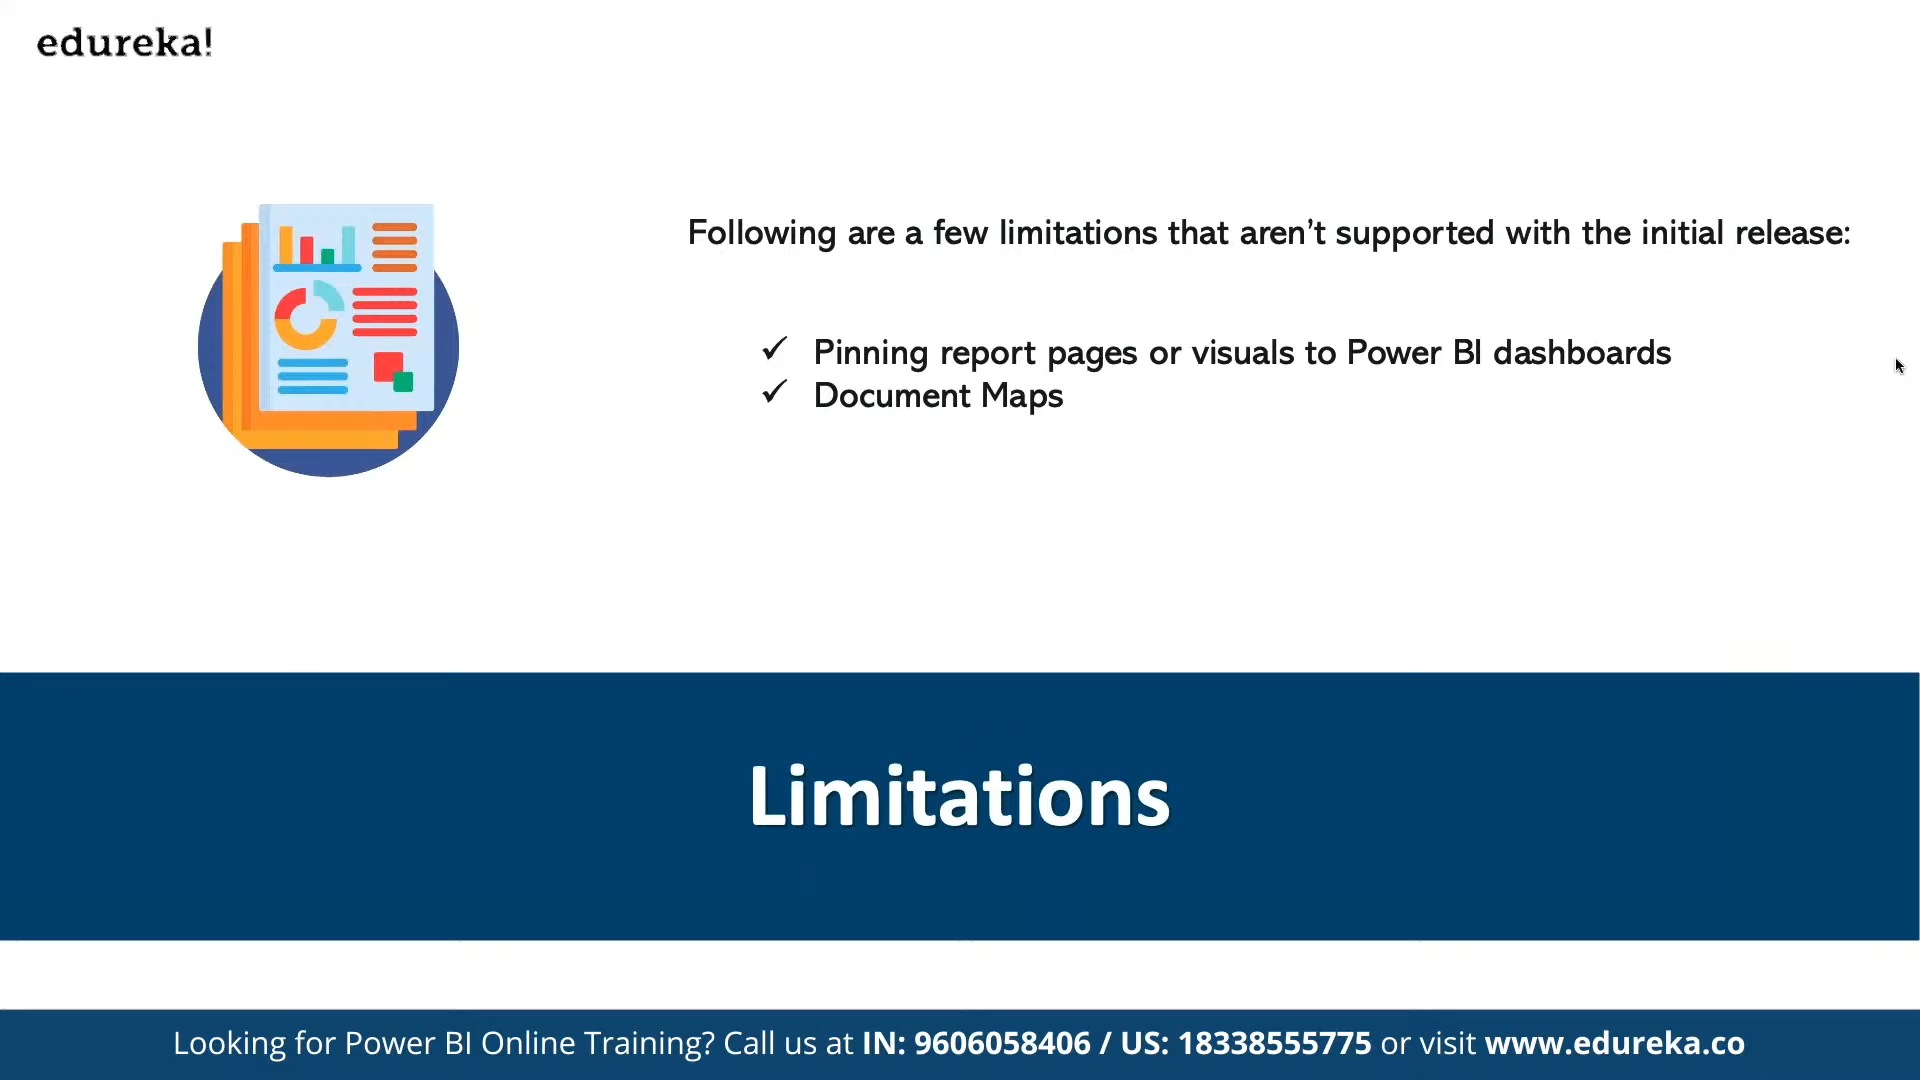 edureka!
Following are a few limitations that aren’t supported with the initial release:
✓ Pinning report pages or visuals to Power BI dashboards
✓ Document Maps
Limitations
Looking for Power BI Online Training? Call us at IN: 9606058406 / US: 18338555775 or visit www.edureka.co